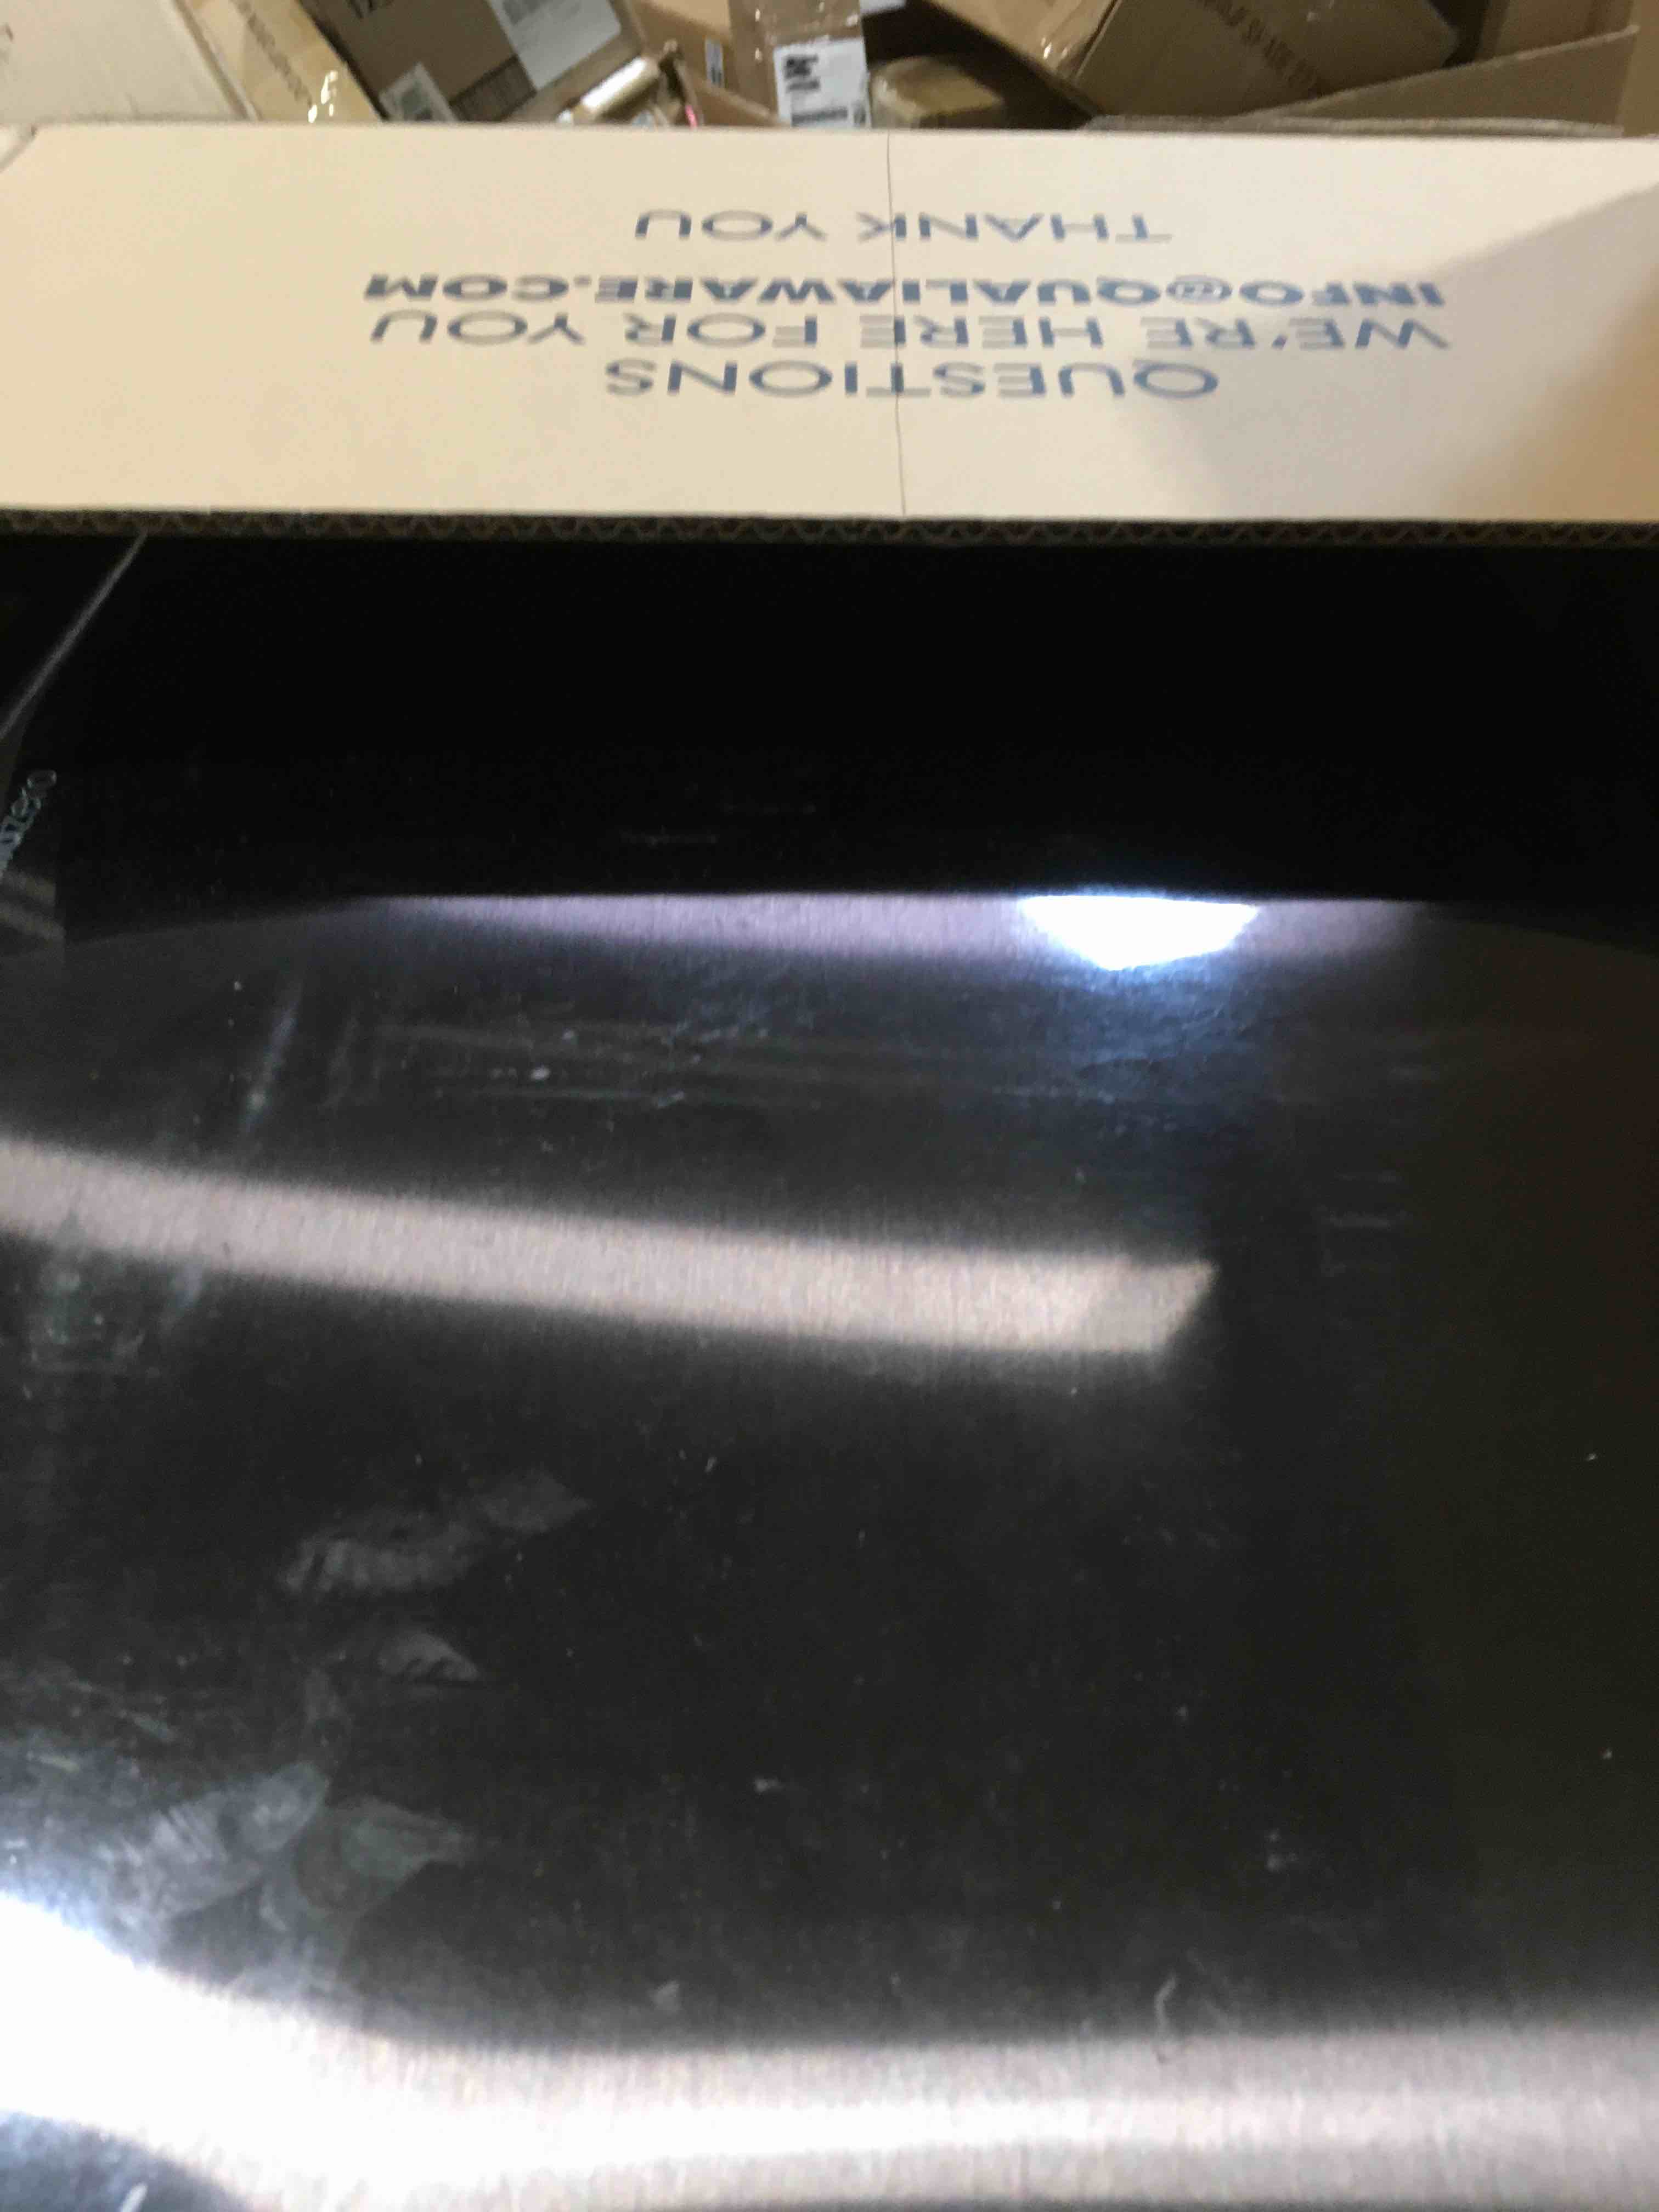 QUESTIONS
WE'RE HERE FOR YOU
INFO@QUALIAWARE.COM
THANK YOU